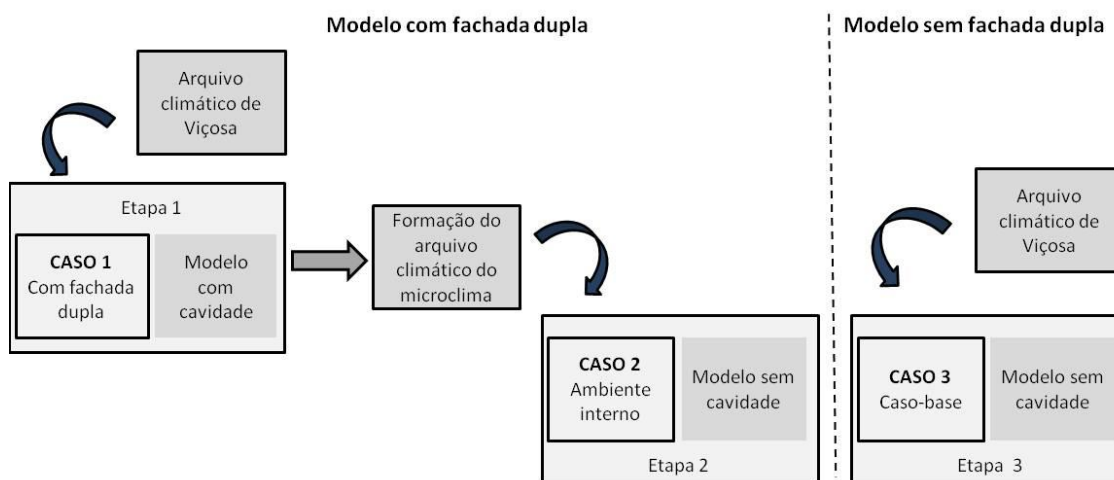 Modelo com fachada dupla
Modelo sem fachada dupla
Arquivo
climático de
Viçosa
Etapa 1
CASO 1
Com fachada
dupla
Modelo
com
cavidade
Formação do
arquivo
climático do
microclima
CASO 2
Ambiente
interno
Modelo sem
cavidade
Etapa 2
Arquivo
climático de
Viçosa
CASO 3
Caso-base
Modelo sem
cavidade
Etapa  3